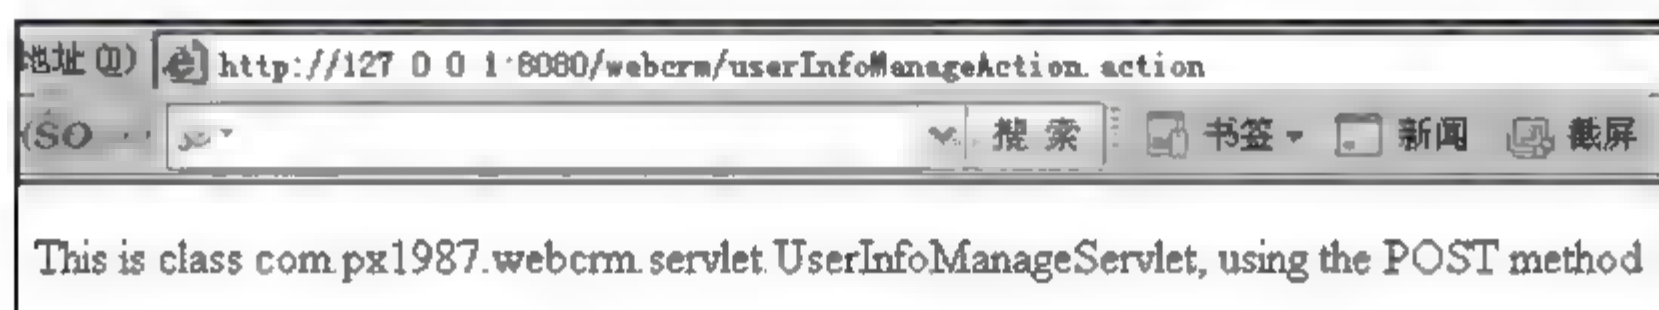 地址(D) http://127.0.0.1:8080/webcrm/userInfoManageAction.action
搜索 书签 新闻 截屏
This is class com.px1987.webcrm.servlet.UserInfoManageServlet, using the POST method